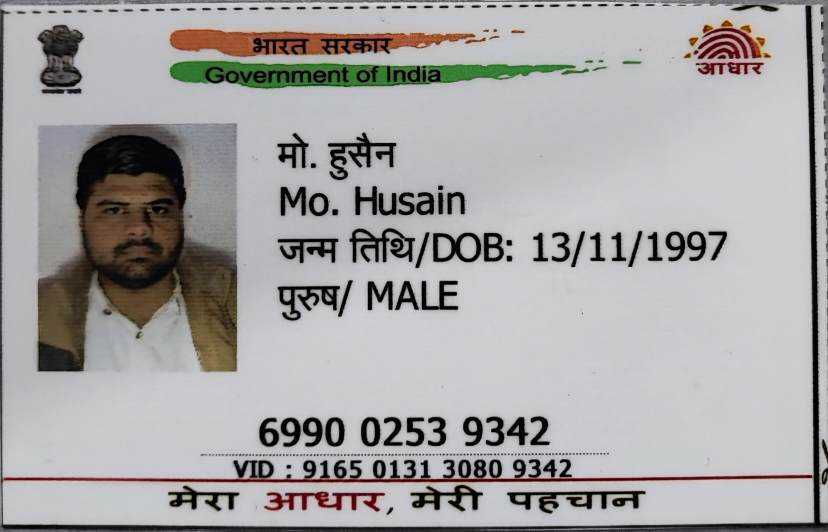 भारत सरकार
Government of India
आधार
मो. हुसैन
Mo. Husain
जन्म तिथि/DOB: 13/11/1997
पुरुष/ MALE
6990 0253 9342
VID : 9165 0131 3080 9342
मेरा आधार, मेरी पहचान